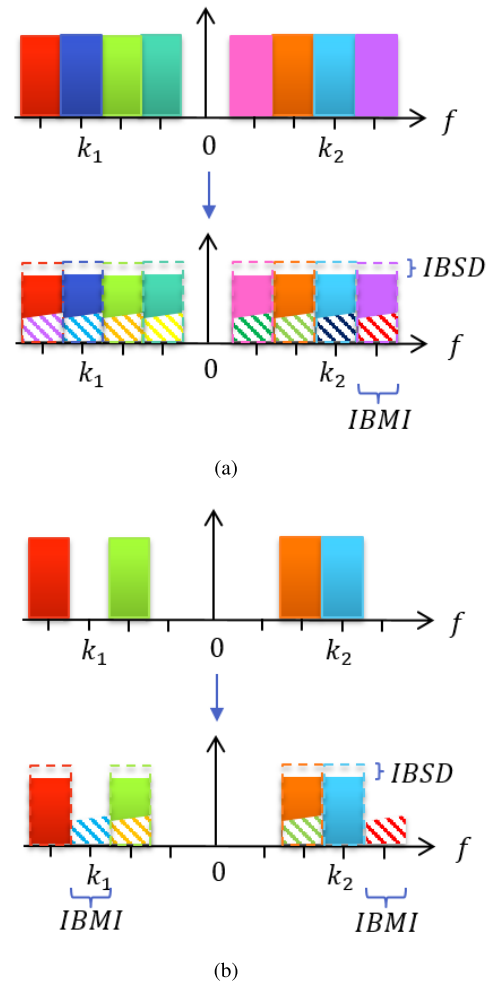 f
k₁ 0 k₂
IBSD
f
k₁ 0 k₂
IBMI
(a)
f
k₁ 0 k₂
IBSD
f
k₁ 0 k₂
IBMI IBMI
(b)